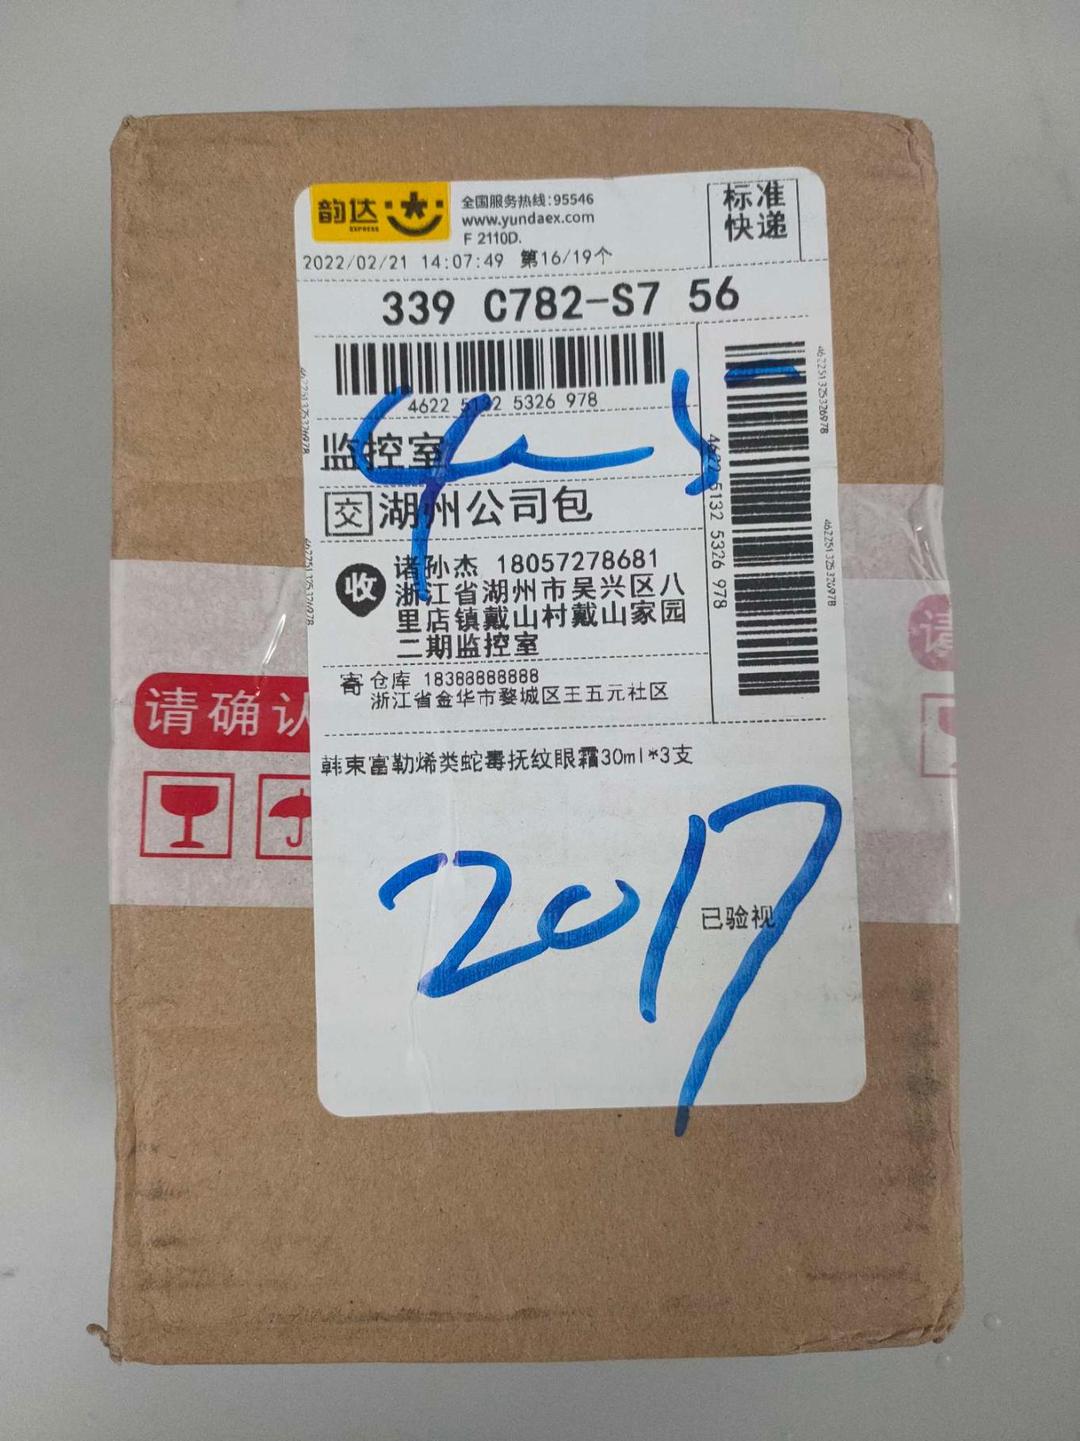 韵达
EXPRESS
全国服务热线:95546
www.yundaex.com
F 2110D.
标准
快递
2022/02/21 14:07:49 第16/19个
339 C782-S7 56
4622 5132 5326 978
监控室
交 湖州公司包
收 诸孙杰 18057278681
浙江省湖州市吴兴区八
里店镇戴山村戴山家园
二期监控室
寄 仓库 18388888888
浙江省金华市婺城区王五元社区
4622 5132 5326 978
462251325326978
462251325326978
462251325326978
462251325326978
韩束富勒烯类蛇毒抚纹眼霜30ml*3支
已验视
2017
请确认
请